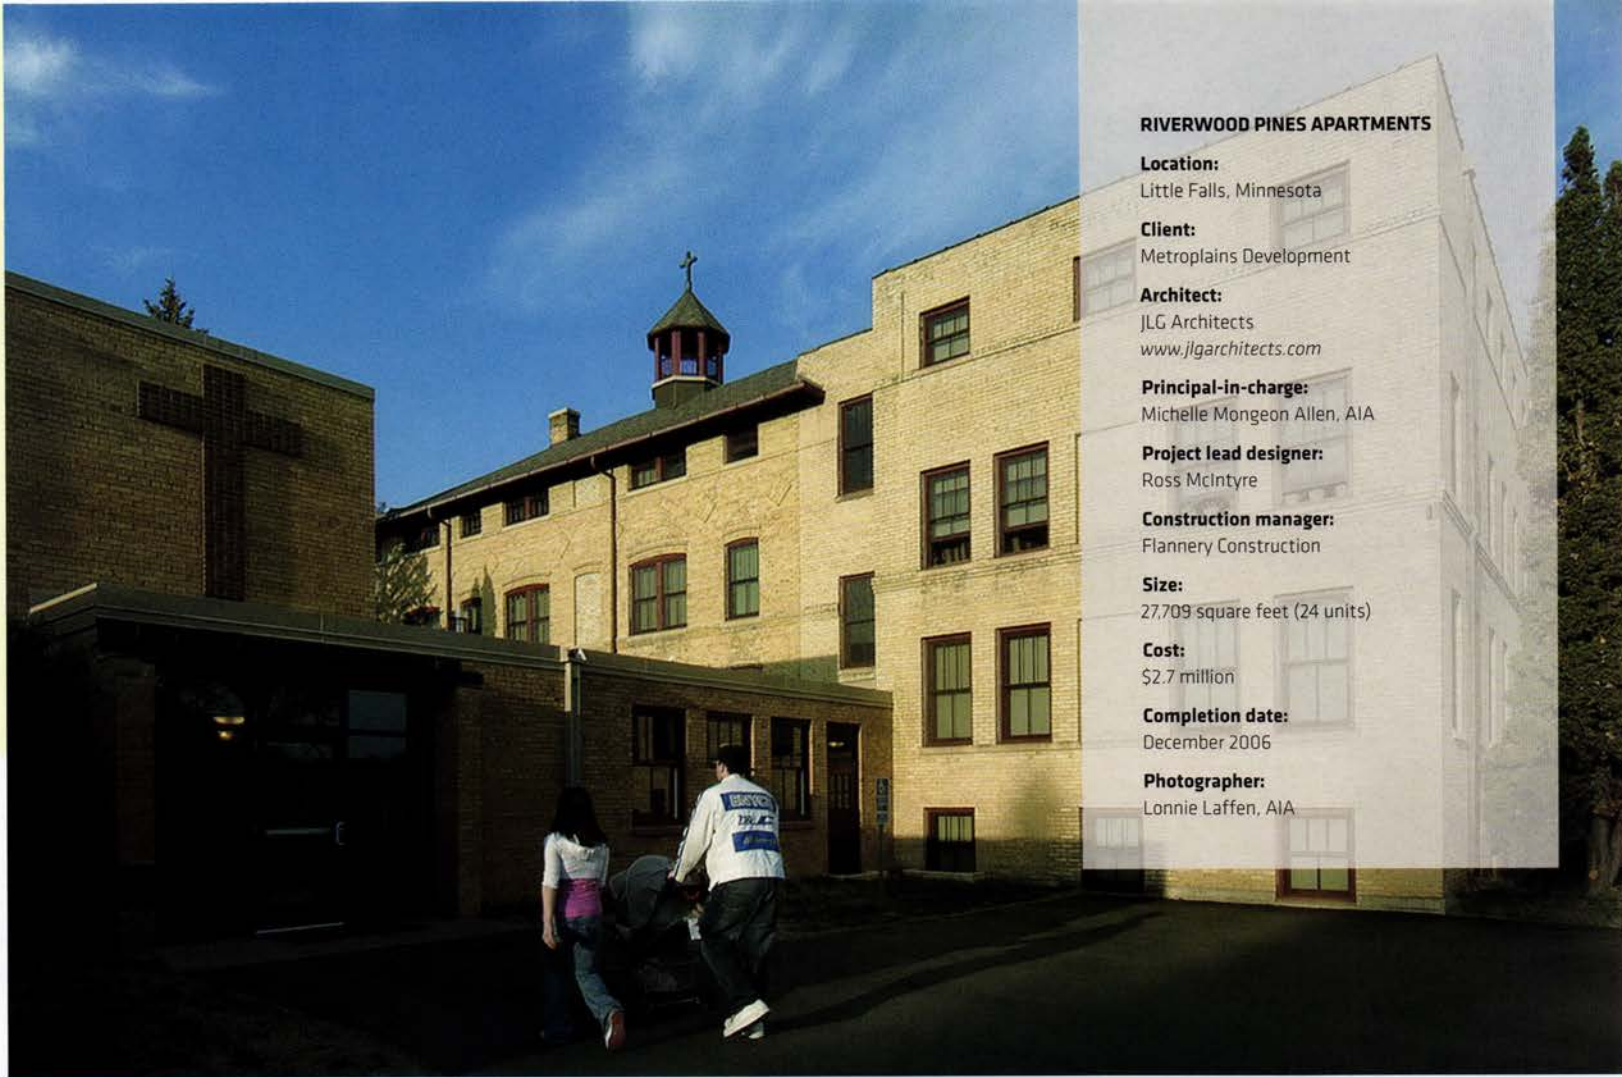 RIVERWOOD PINES APARTMENTS
Location:
Little Falls, Minnesota
Client:
Metroplains Development
Architect:
JLG Architects
www.jlgarchitects.com
Principal-in-charge:
Michelle Mongeon Allen, AIA
Project lead designer:
Ross McIntyre
Construction manager:
Flannery Construction
Size:
27,709 square feet (24 units)
Cost:
$2.7 million
Completion date:
December 2006
Photographer:
Lonnie Laffen, AIA